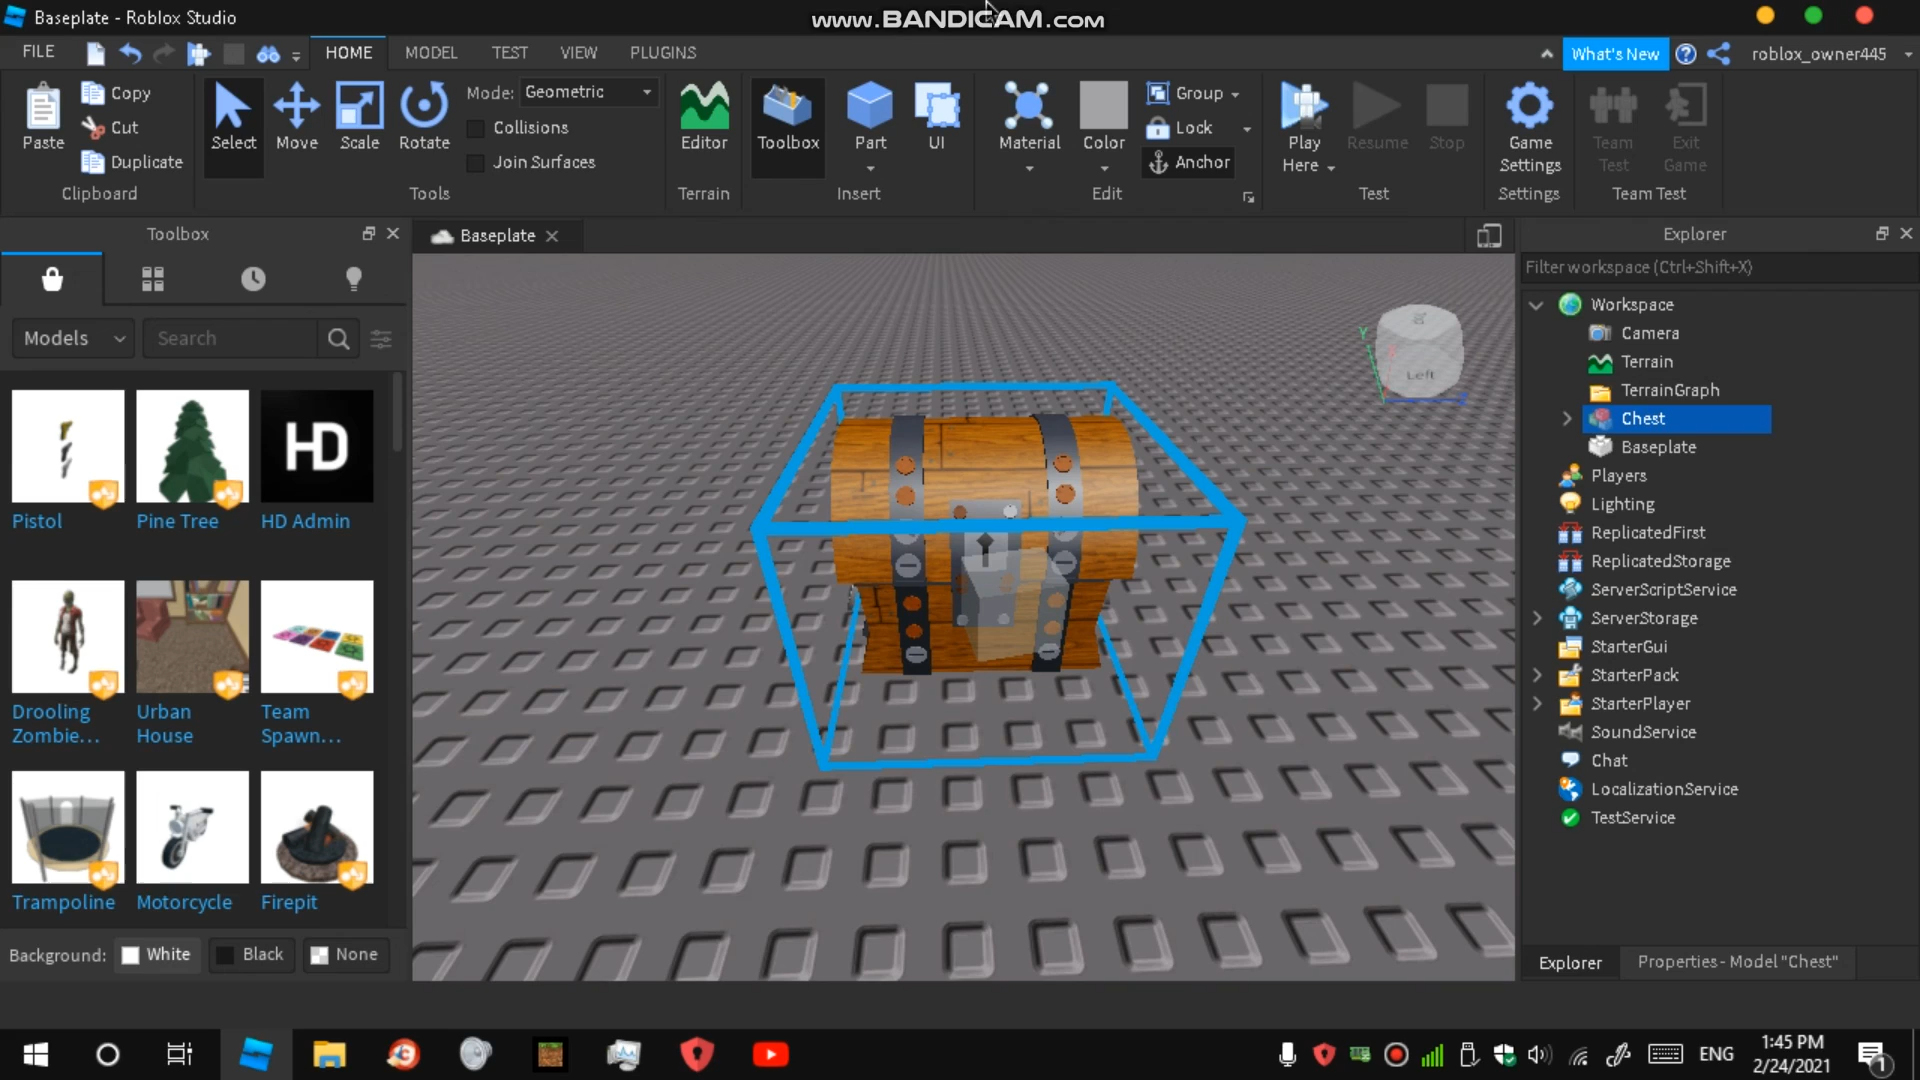 Baseplate - Roblox Studio
www.BANDICAM.com
FILE
HOME
MODEL
TEST
VIEW
PLUGINS
What's New
roblox_owner445
Paste
Copy
Cut
Duplicate
Clipboard
Select
Move
Scale
Rotate
Mode: Geometric
Collisions
Join Surfaces
Tools
Editor
Terrain
Toolbox
Part
UI
Insert
Material
Color
Group
Lock
Anchor
Edit
Play Here
Resume
Stop
Test
Game Settings
Settings
Team Test
Exit Game
Team Test
Toolbox
Models
Search
Pistol
Pine Tree
HD
HD Admin
Drooling Zombie...
Urban House
Team Spawn...
Trampoline
Motorcycle
Firepit
Background:
White
Black
None
Baseplate
Y
Left
Explorer
Filter workspace (Ctrl+Shift+X)
Workspace
Camera
Terrain
TerrainGraph
Chest
Baseplate
Players
Lighting
ReplicatedFirst
ReplicatedStorage
ServerScriptService
ServerStorage
StarterGui
StarterPack
StarterPlayer
SoundService
Chat
LocalizationService
TestService
Explorer
Properties - Model "Chest"
ENG
1:45 PM
2/24/2021
1